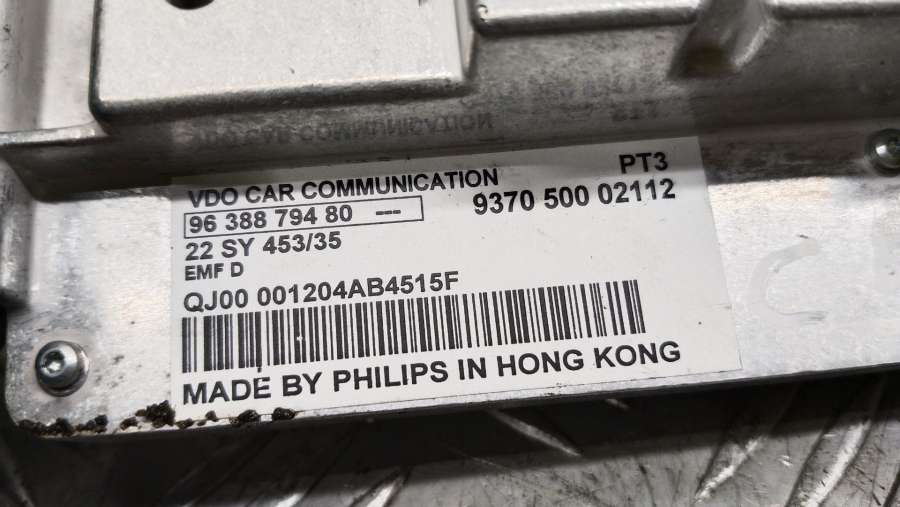 VDO CAR COMMUNICATION PT3
96 388 794 80 --- 9370 500 02112
22 SY 453/35
EMF D
QJ00 001204AB4515F
MADE BY PHILIPS IN HONG KONG